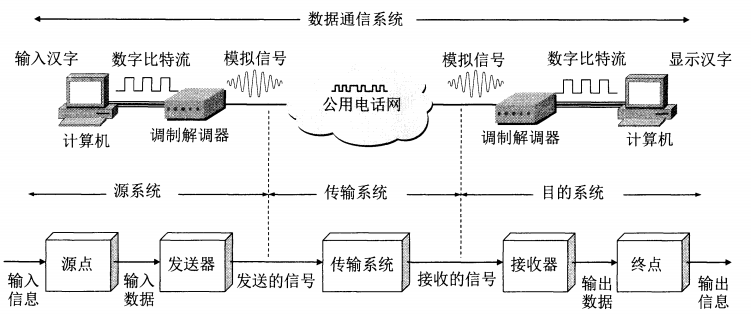 数据通信系统
输入汉字
数字比特流
模拟信号
模拟信号
数字比特流
显示汉字
公用电话网
计算机
调制解调器
调制解调器
计算机
源系统
传输系统
目的系统
源点
发送器
传输系统
接收器
终点
输入
信息
输入
数据
发送的信号
接收的信号
输出
数据
输出
信息